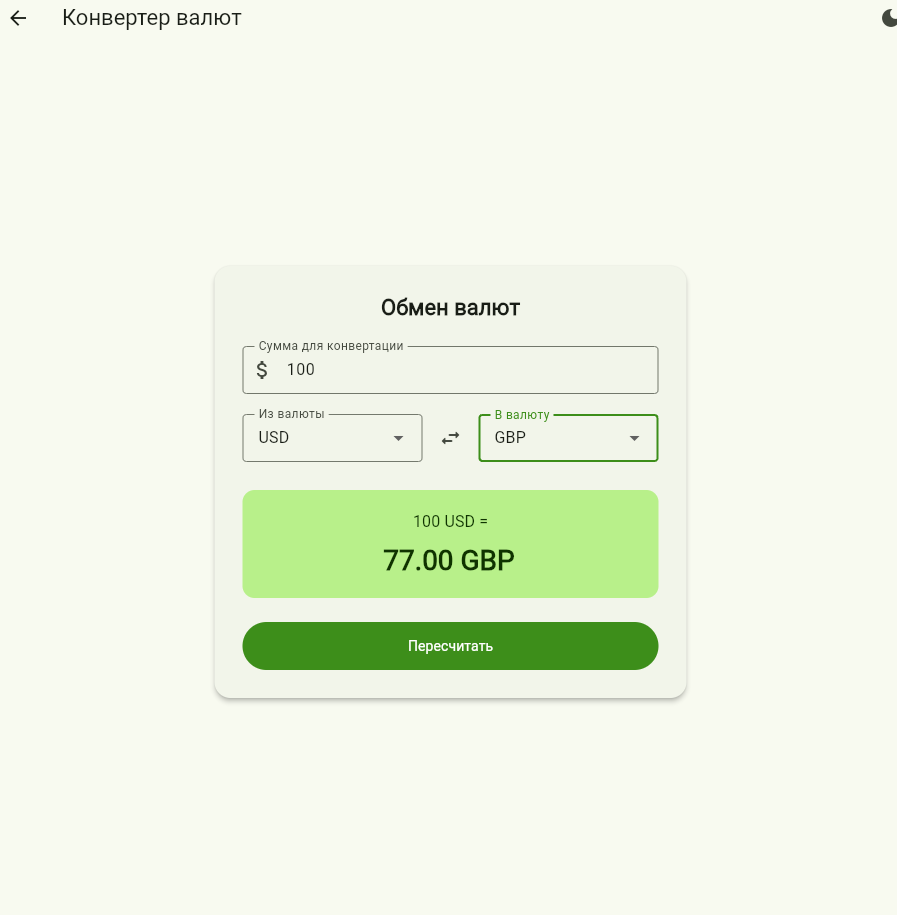 Конвертер валют
Обмен валют
Сумма для конвертации
$ 100
Из валюты
В валюту
USD
GBP
100 USD =
77.00 GBP
Пересчитать